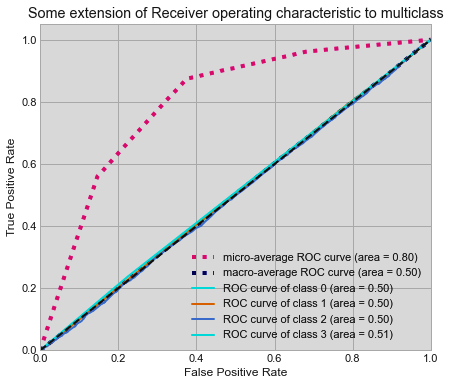 Some extension of Receiver operating characteristic to multiclass
1.0
0.8
0.6
0.4
0.2
0.0
True Positive Rate
micro-average ROC curve (area = 0.80)
macro-average ROC curve (area = 0.50)
ROC curve of class 0 (area = 0.50)
ROC curve of class 1 (area = 0.50)
ROC curve of class 2 (area = 0.50)
ROC curve of class 3 (area = 0.51)
0.0 0.2 0.4 0.6 0.8 1.0
False Positive Rate